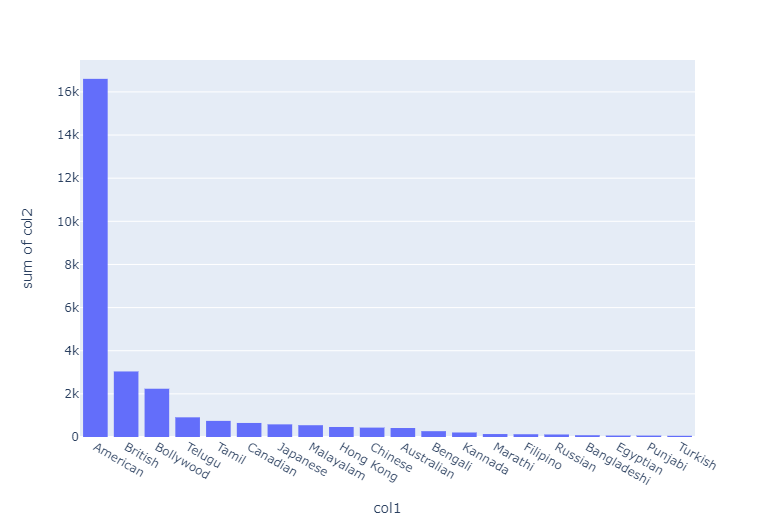 16k
14k
12k
10k
8k
6k
4k
2k
0
sum of col2
American
British
Bollywood
Telugu
Tamil
Canadian
Japanese
Malayalam
Hong Kong
Chinese
Australian
Bengali
Kannada
Marathi
Filipino
Russian
Bangladeshi
Egyptian
Punjabi
Turkish
col1